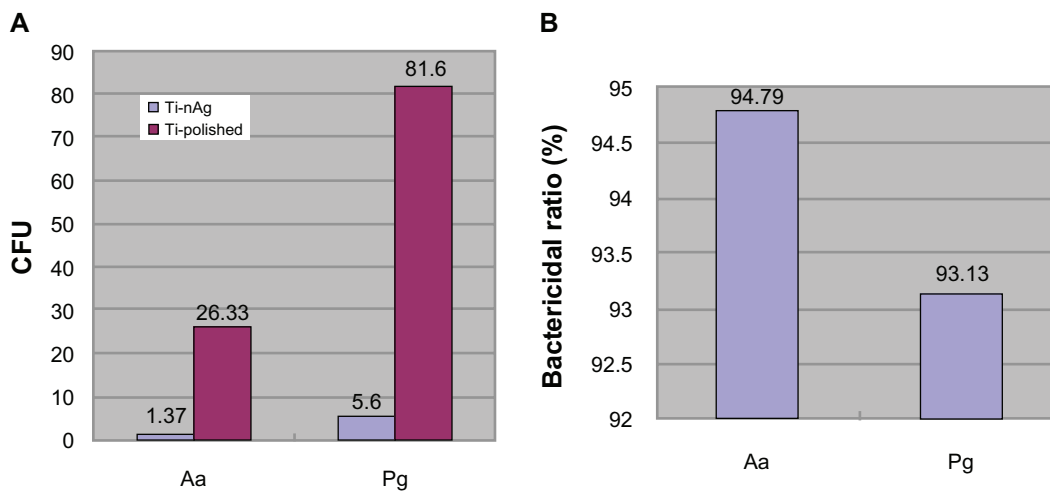 A
CFU
90
80
70
60
50
40
30
20
10
0
Ti-nAg
Ti-polished
1.37
26.33
5.6
81.6
Aa
Pg
B
Bactericidal ratio (%)
95
94.5
94
93.5
93
92.5
92
94.79
93.13
Aa
Pg